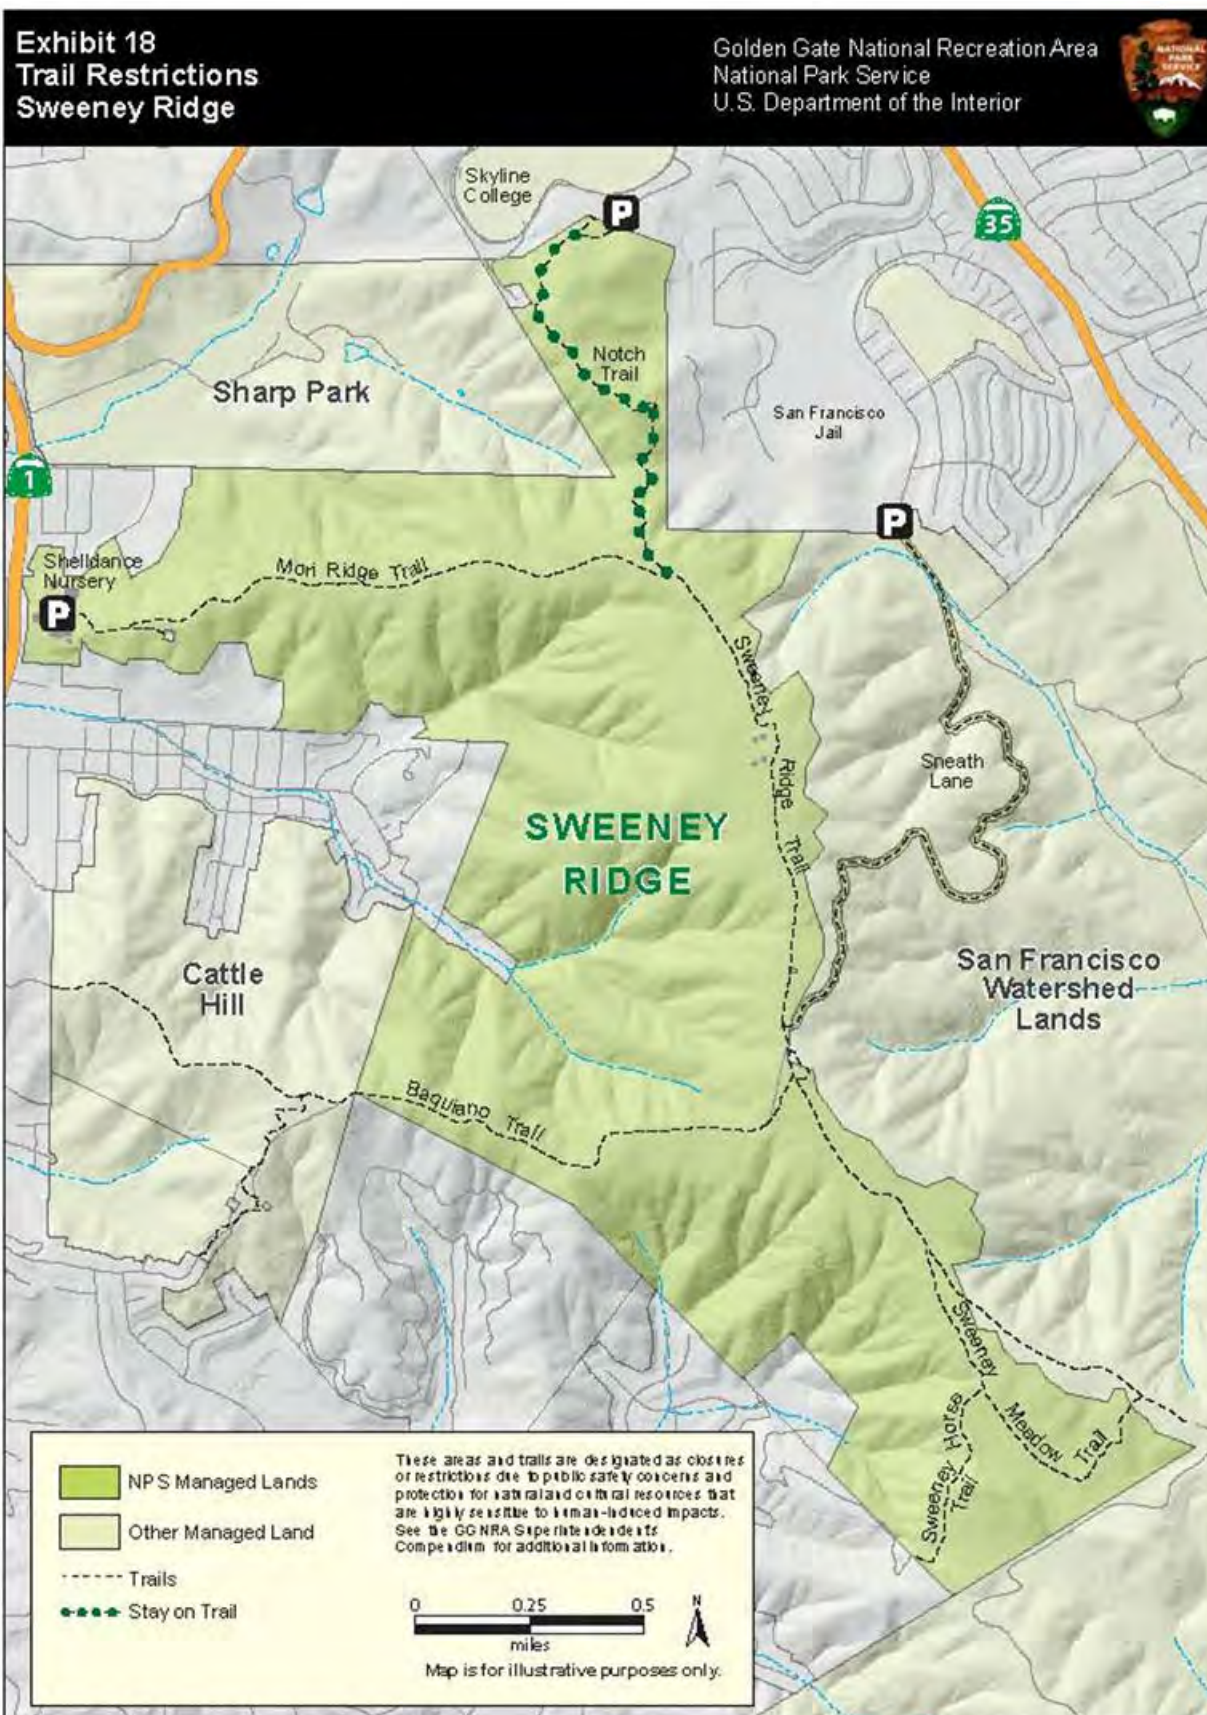 Exhibit 18
Trail Restrictions
Sweeney Ridge
Golden Gate National Recreation Area
National Park Service
U.S. Department of the Interior
NATIONAL
PARK
SERVICE
Skyline
College
P
35
Notch
Trail
Sharp Park
San Francisco
Jail
1
P
Shelldance
Nursery
P
Mori Ridge Trail
Sweeney Ridge Trail
Sneath
Lane
SWEENEY
RIDGE
Cattle
Hill
San Francisco
Watershed
Lands
Baquiano Trail
Sweeney Meadow Trail
Sweeney Horse
Trail
NPS Managed Lands
Other Managed Land
Trails
Stay on Trail
These areas and trails are designated as closures
or restrictions due to public safety concerns and
protection for natural and cultural resources that
are highly sensitive to human-induced impacts.
See the GGNRA Superintendendents
Compendium for additional information.
0 0.25 0.5
miles
N
Map is for illustrative purposes only.